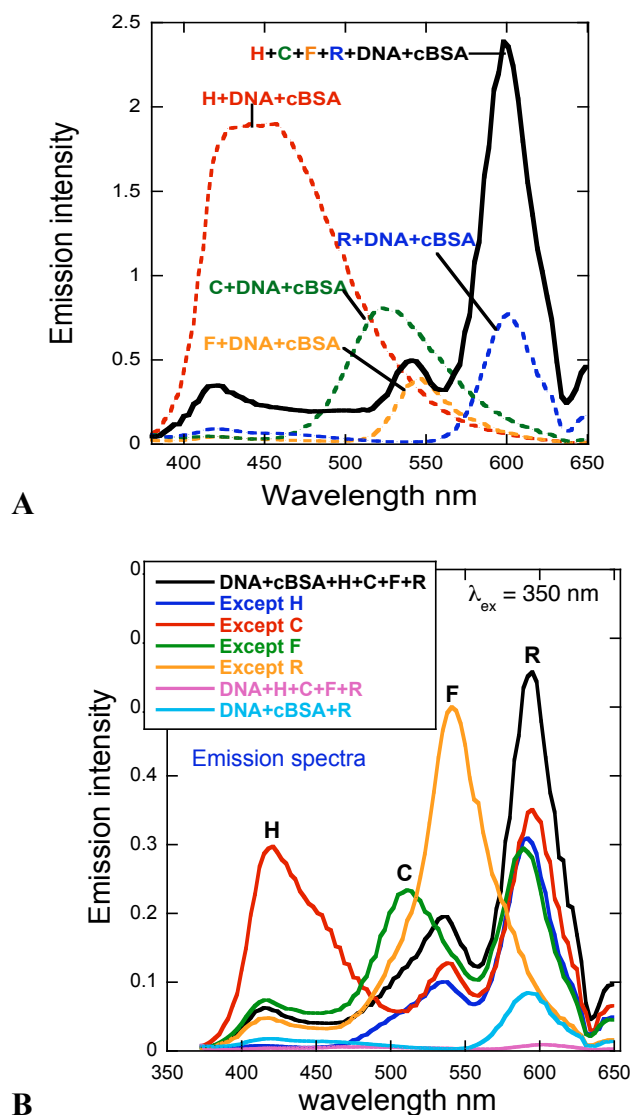 2.5
2
1.5
1
0.5
0
H+C+F+R+DNA+cBSA
H+DNA+cBSA
R+DNA+cBSA
C+DNA+cBSA
F+DNA+cBSA
Emission intensity
400 450 500 550 600 650
Wavelength nm
A
0.
0.
0.
0.4
0.3
0.2
0.1
0
DNA+cBSA+H+C+F+R
Except H
Except C
Except F
Except R
DNA+H+C+F+R
DNA+cBSA+R
λex = 350 nm
Emission spectra
H
C
F
R
Emission intensity
350 400 450 500 550 600 650
wavelength nm
B